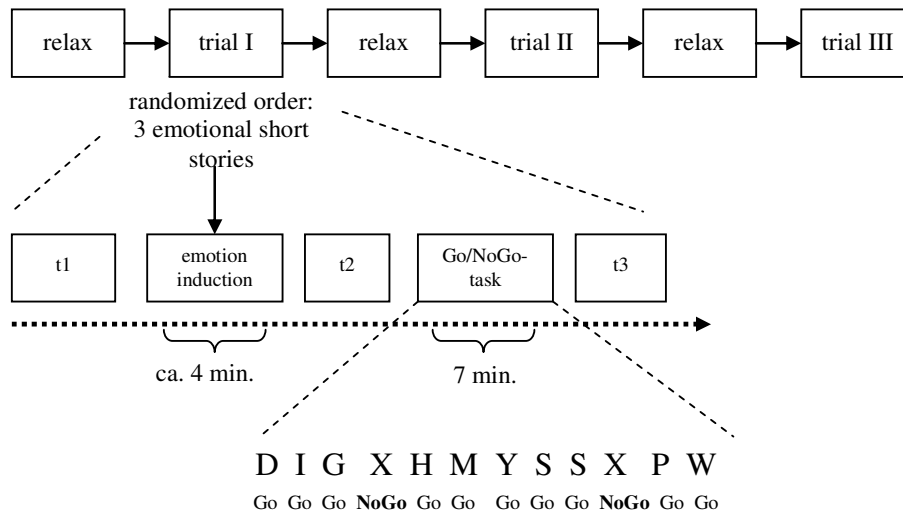 relax trial I relax trial II relax trial III
randomized order:
3 emotional short
stories
t1 emotion induction t2 Go/NoGo-task t3
ca. 4 min. 7 min.
D I G X H M Y S S X P W
Go Go Go NoGo Go Go Go Go Go NoGo Go Go